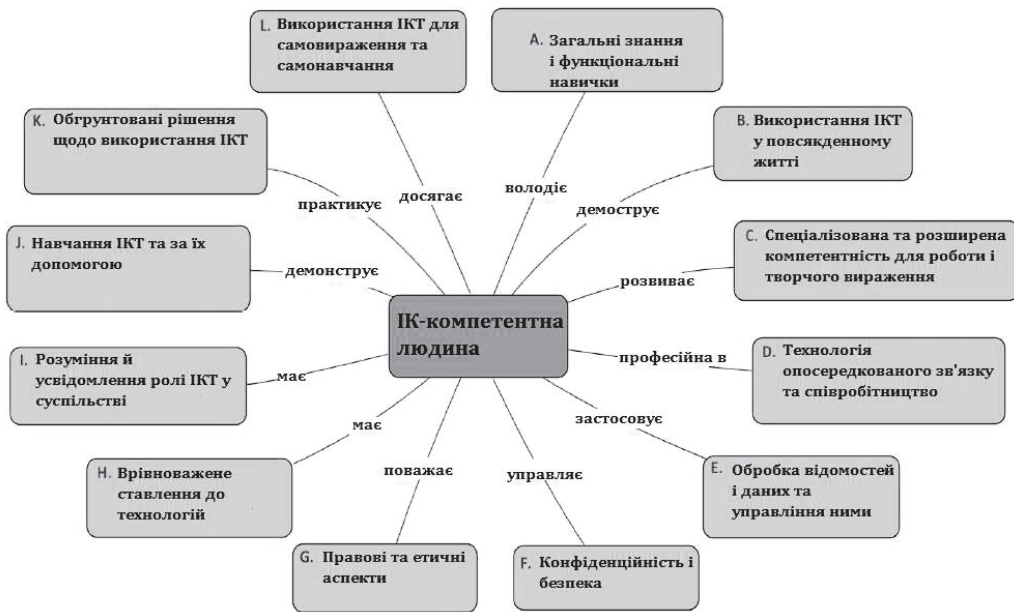 L. Використання ІКТ для
самовираження та
самонавчання
A. Загальні знання
і функціональні
навички
K. Обгрунтовані рішення
щодо використання ІКТ
B. Використання ІКТ
у повсякденному
житті
досягає
володіє
практикує
демострує
J. Навчання ІКТ та за їх
допомогою
демонструє
C. Спеціалізована та розширена
компетентність для роботи і
творчого вираження
розвиває
ІК-компетентна
людина
I. Розуміння й
усвідомлення ролі ІКТ у
суспільстві
має
професійна в
D. Технологія
опосередкованого зв'язку
та співробітництво
має
застосовує
H. Врівноважене
ставлення до
технологій
поважає
управляє
E. Обробка відомостей
і даних та
управління ними
G. Правові та етичні
аспекти
F. Конфіденційність і
безпека